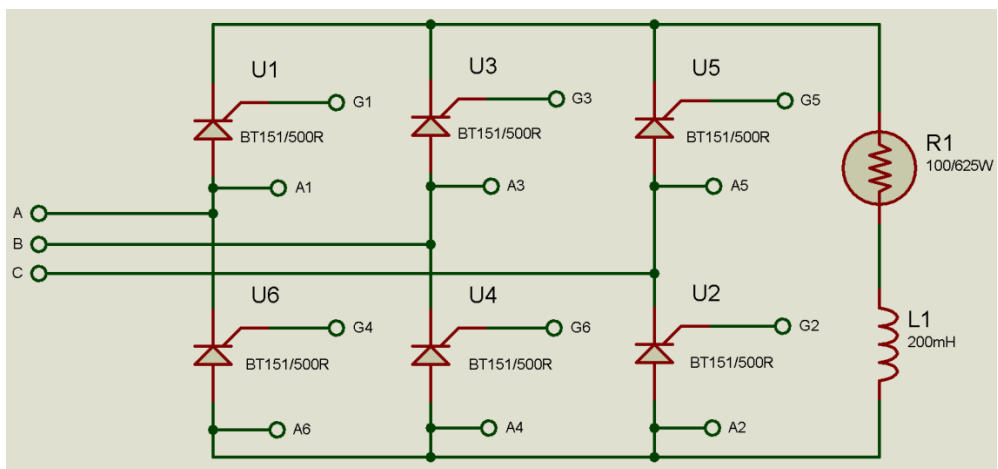 U1
G1
BT151/500R
A1
U3
G3
BT151/500R
A3
U5
G5
BT151/500R
A5
R1
100/625W
A
B
C
U6
G4
BT151/500R
A6
U4
G6
BT151/500R
A4
U2
G2
BT151/500R
A2
L1
200mH